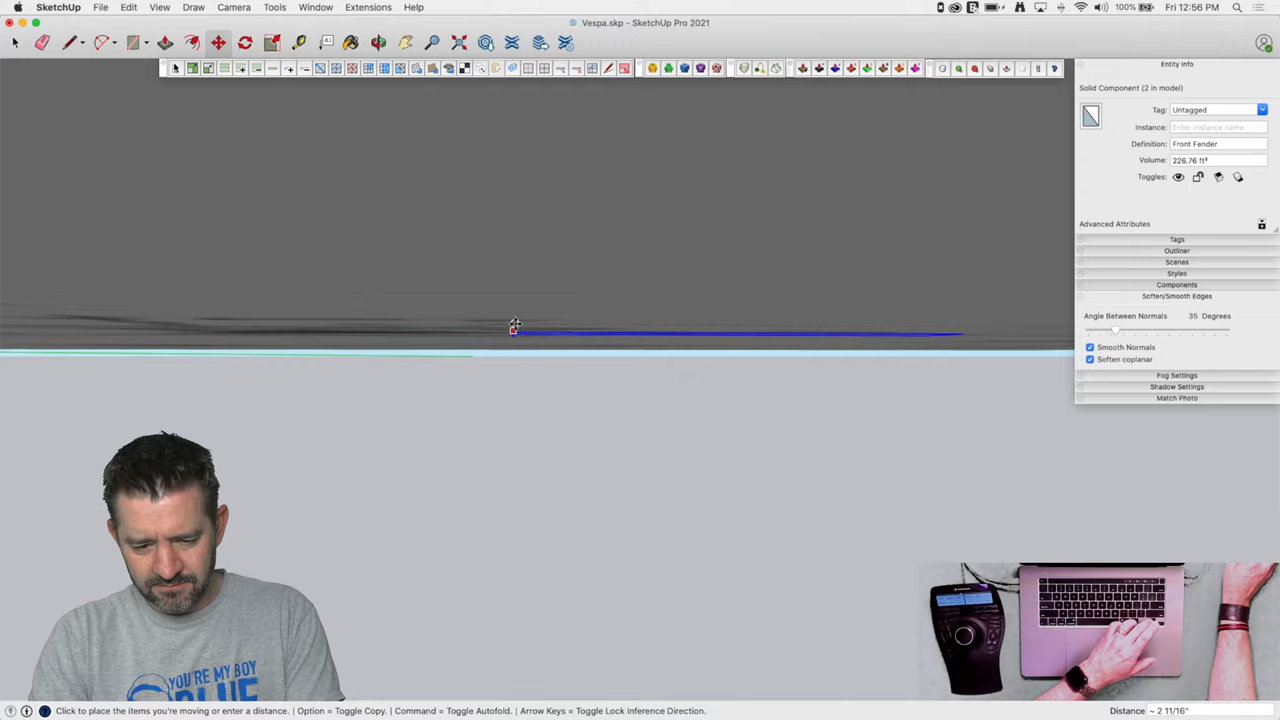 SketchUp File Edit View Draw Camera Tools Window Extensions Help
100% Fri 12:56 PM
Vespa.skp - SketchUp Pro 2021
Entity Info
Solid Component (2 in model)
Tag: Untagged
Instance: Enter instance name
Definition: Front Fender
Volume: 226.76 ft³
Toggles:
Advanced Attributes
Tags
Outliner
Scenes
Styles
Components
Soften/Smooth Edges
Angle Between Normals 35 Degrees
Smooth Normals
Soften coplanar
Fog Settings
Shadow Settings
Match Photo
YOU'RE MY BOY
BLUE
Click to place the items you're moving or enter a distance. | Option = Toggle Copy. | Command = Toggle Autofold. | Arrow Keys = Toggle Lock Inference Direction.
Distance ~ 2 11/16"